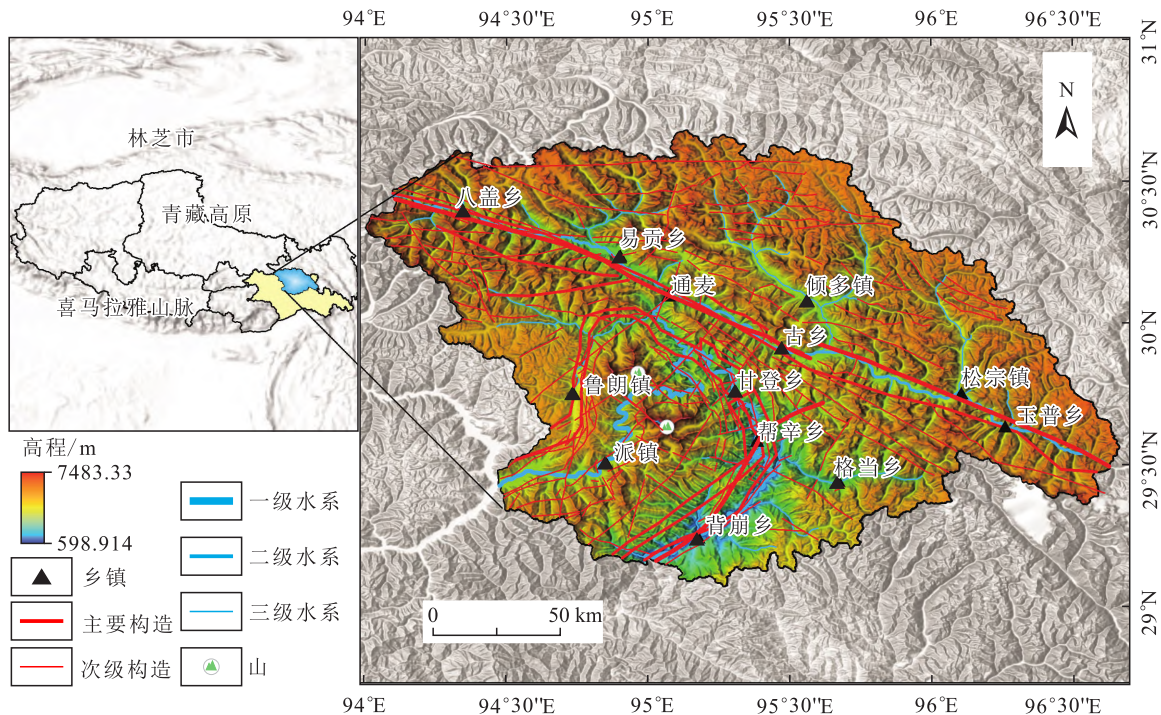 94°E
94°30''E
95°E
95°30''E
96°E
96°30''E
31°N
30°30''N
30°N
29°30''N
29°N
N
林芝市
青藏高原
喜马拉雅山脉
八盖乡
易贡乡
通麦
倾多镇
古乡
松宗镇
鲁朗镇
甘登乡
玉普乡
帮辛乡
派镇
格当乡
背崩乡
高程/m
7483.33
598.914
乡镇
主要构造
次级构造
一级水系
二级水系
三级水系
山
0
50 km
94°E
94°30''E
95°E
95°30''E
96°E
96°30''E